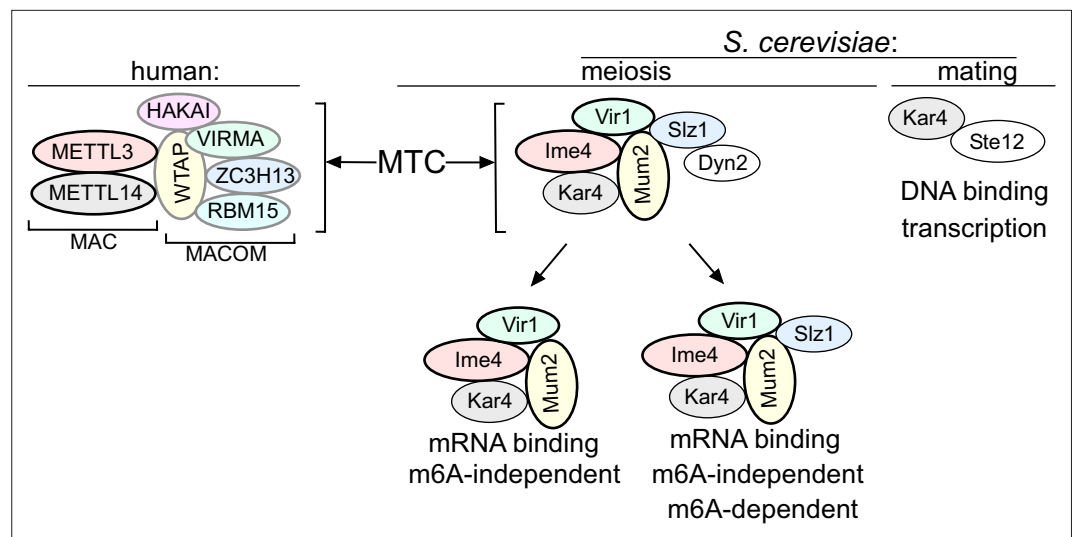 S. cerevisiae:
human:
meiosis
mating
HAKAI
VIRMA
METTL3
METTL14
WTAP
ZC3H13
RBM15
MAC
MACOM
MTC
Vir1
Slz1
Ime4
Mum2
Dyn2
Kar4
Kar4
Ste12
DNA binding
transcription
Vir1
Ime4
Mum2
Kar4
mRNA binding
m6A-independent
Vir1
Slz1
Ime4
Mum2
Kar4
mRNA binding
m6A-independent
m6A-dependent